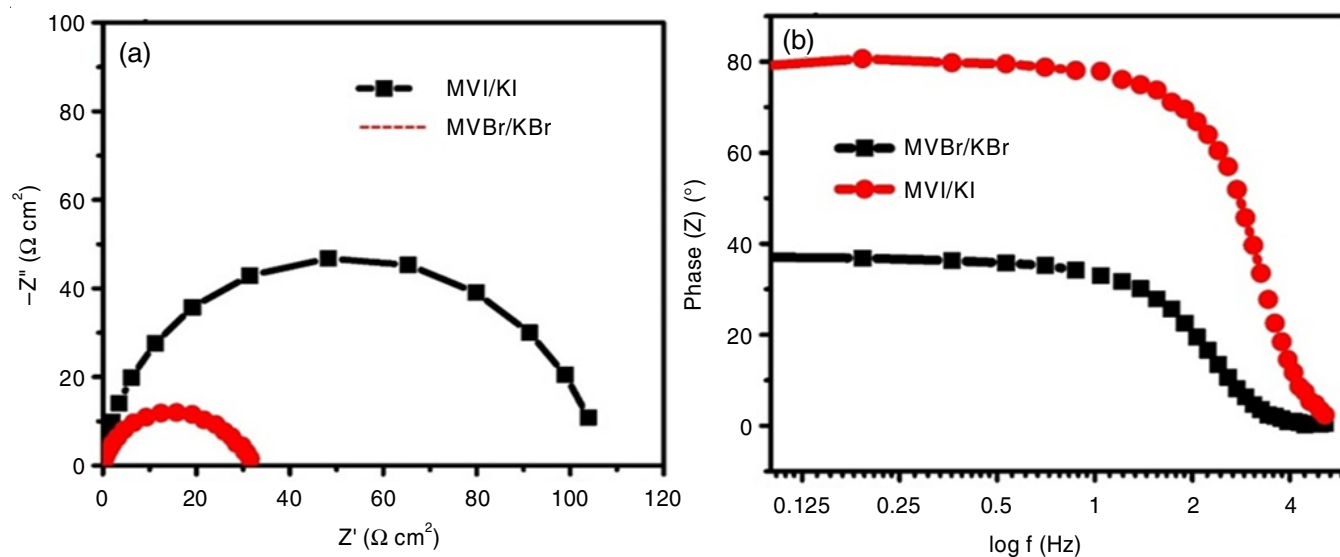 (a)
100
80
60
40
20
0
−Z" (Ω cm²)
MVI/KI
MVBr/KBr
0 20 40 60 80 100 120
Z' (Ω cm²)
(b)
80
60
40
20
0
Phase (Z) (°)
MVBr/KBr
MVI/KI
0.125 0.25 0.5 1 2 4
log f (Hz)